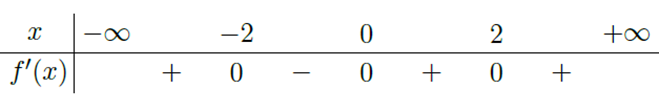 x −∞ −2 0 2 +∞
f′(x) + 0 − 0 + 0 +